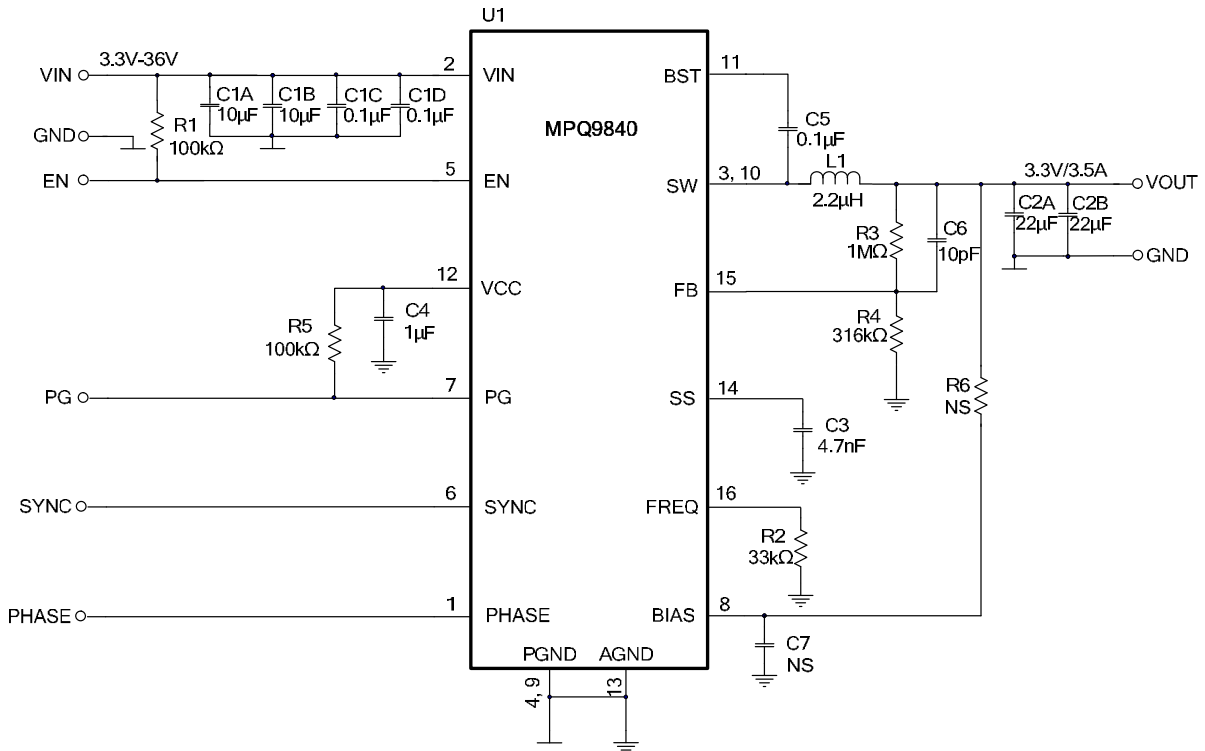 U1
3.3V-36V
VIN
2
VIN
BST
11
C1A
10µF
C1B
10µF
C1C
0.1µF
C1D
0.1µF
GND
R1
100kΩ
MPQ9840
C5
0.1µF
EN
5
EN
SW
3, 10
L1
2.2µH
3.3V/3.5A
VOUT
C2A
22µF
C2B
22µF
R3
1MΩ
C6
10pF
GND
12
VCC
FB
15
C4
1µF
R5
100kΩ
R4
316kΩ
PG
7
PG
SS
14
R6
NS
C3
4.7nF
SYNC
6
SYNC
FREQ
16
R2
33kΩ
PHASE
1
PHASE
BIAS
8
C7
NS
PGND
AGND
4, 9
13